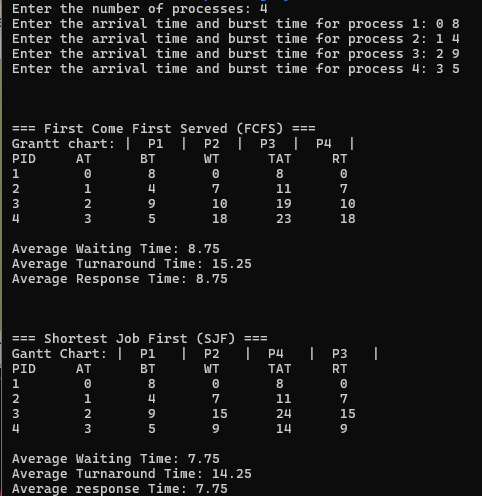 Enter the number of processes: 4
Enter the arrival time and burst time for process 1: 0 8
Enter the arrival time and burst time for process 2: 1 4
Enter the arrival time and burst time for process 3: 2 9
Enter the arrival time and burst time for process 4: 3 5
=== First Come First Served (FCFS) ===
Grantt chart: |  P1  |  P2  |  P3  |  P4  |
PID     AT      BT      WT      TAT     RT
1       0       8       0       8       0
2       1       4       7       11      7
3       2       9       10      19      10
4       3       5       18      23      18
Average Waiting Time: 8.75
Average Turnaround Time: 15.25
Average Response Time: 8.75
=== Shortest Job First (SJF) ===
Gantt Chart: |  P1   |  P2   |  P4   |  P3   |
PID     AT      BT      WT      TAT     RT
1       0       8       0       8       0
2       1       4       7       11      7
3       2       9       15      24      15
4       3       5       9       14      9
Average Waiting Time: 7.75
Average Turnaround Time: 14.25
Average response Time: 7.75